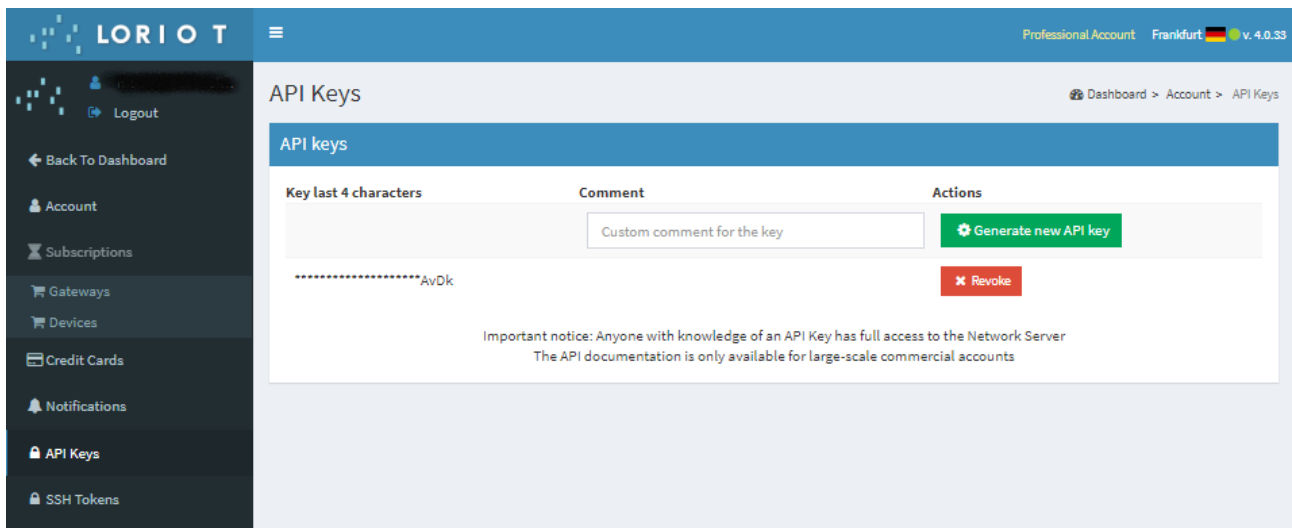 LORIOT
Professional Account Frankfurt v. 4.0.33
Logout
Back To Dashboard
Account
Subscriptions
Gateways
Devices
Credit Cards
Notifications
API Keys
SSH Tokens
API Keys
Dashboard > Account > API Keys
API keys
Key last 4 characters Comment Actions
Custom comment for the key Generate new API key
*********************AvDk Revoke
Important notice: Anyone with knowledge of an API Key has full access to the Network Server
The API documentation is only available for large-scale commercial accounts